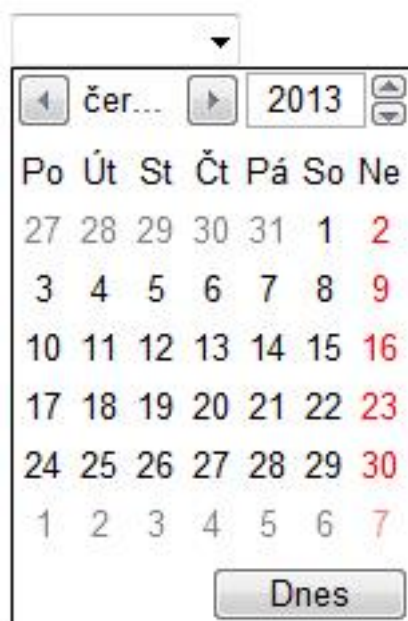 čer... 2013
Po Út St Čt Pá So Ne
27 28 29 30 31 1 2
3 4 5 6 7 8 9
10 11 12 13 14 15 16
17 18 19 20 21 22 23
24 25 26 27 28 29 30
1 2 3 4 5 6 7
Dnes